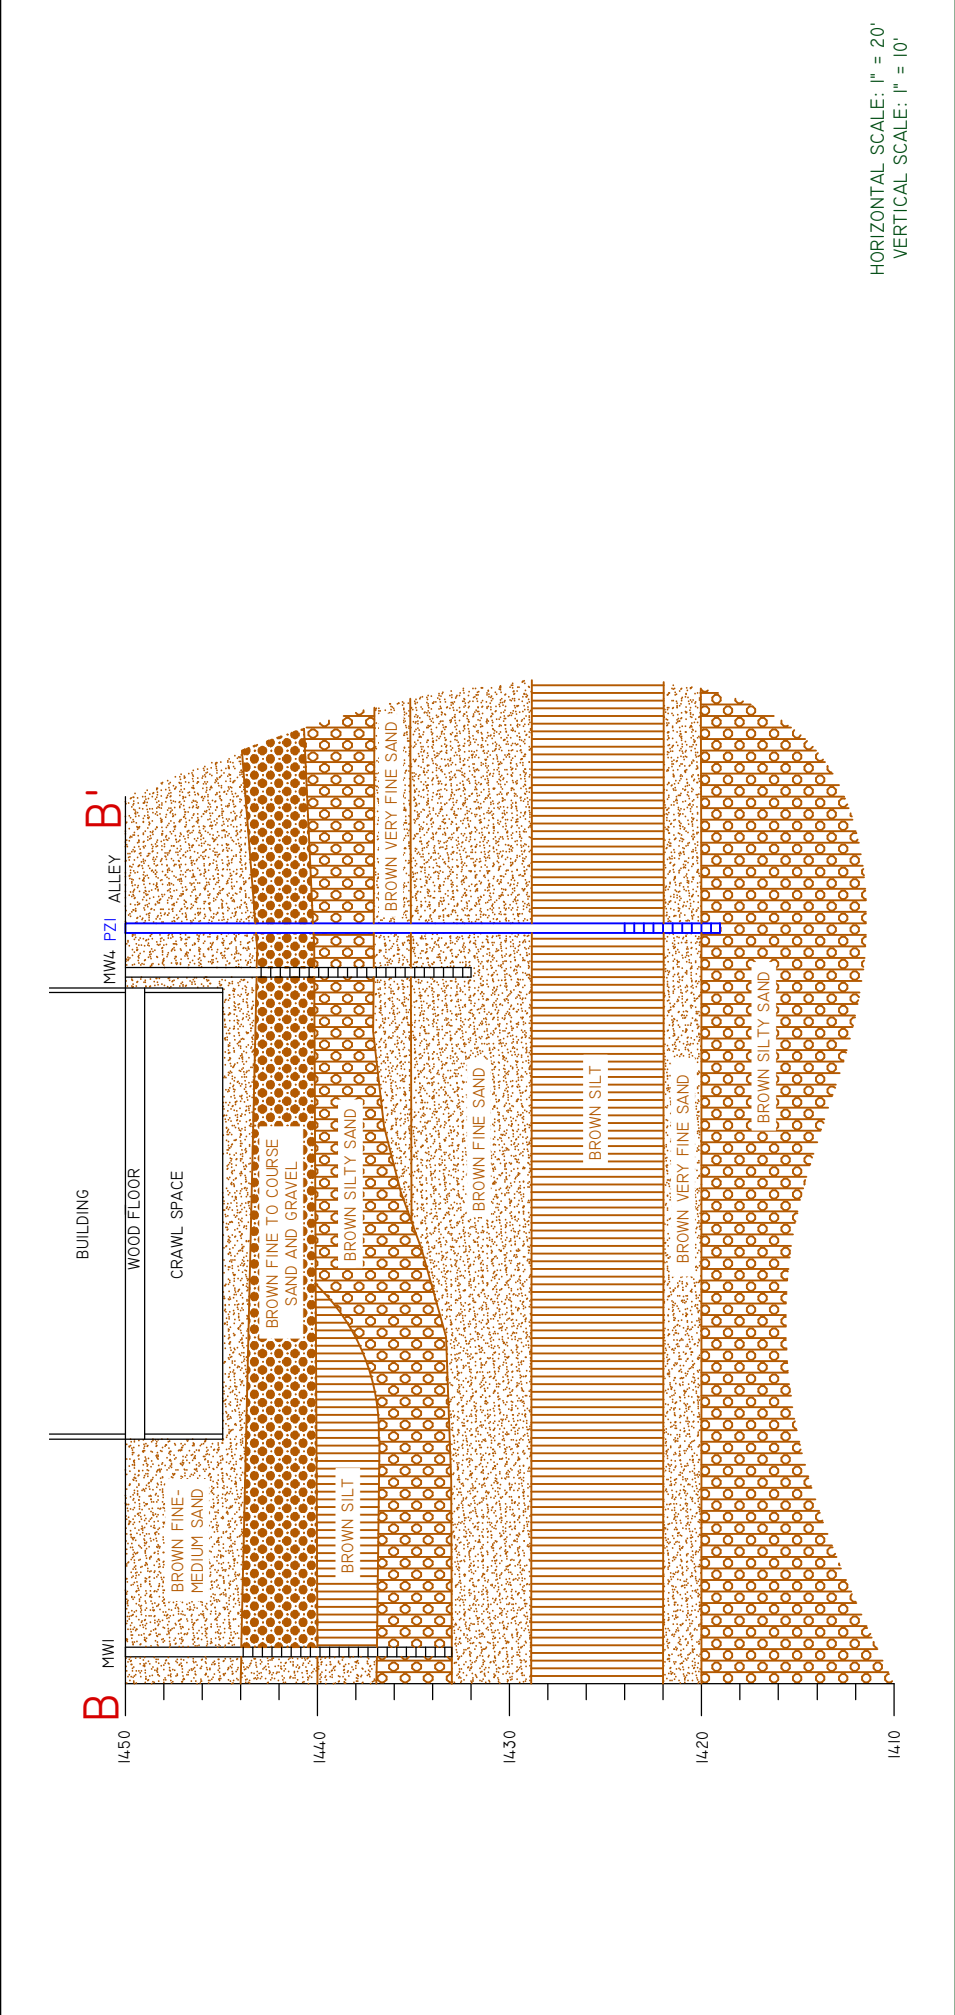 B
B'
MW1
MW4
PZ1
ALLEY
BUILDING
WOOD FLOOR
CRAWL SPACE
BROWN FINE-
MEDIUM SAND
BROWN FINE TO COURSE
SAND AND GRAVEL
BROWN SILT
BROWN SILTY SAND
BROWN VERY FINE SAND
BROWN FINE SAND
BROWN SILT
BROWN VERY FINE SAND
BROWN SILTY SAND
1450
1440
1430
1420
1410
HORIZONTAL SCALE: 1" = 20'
VERTICAL SCALE: 1" = 10'